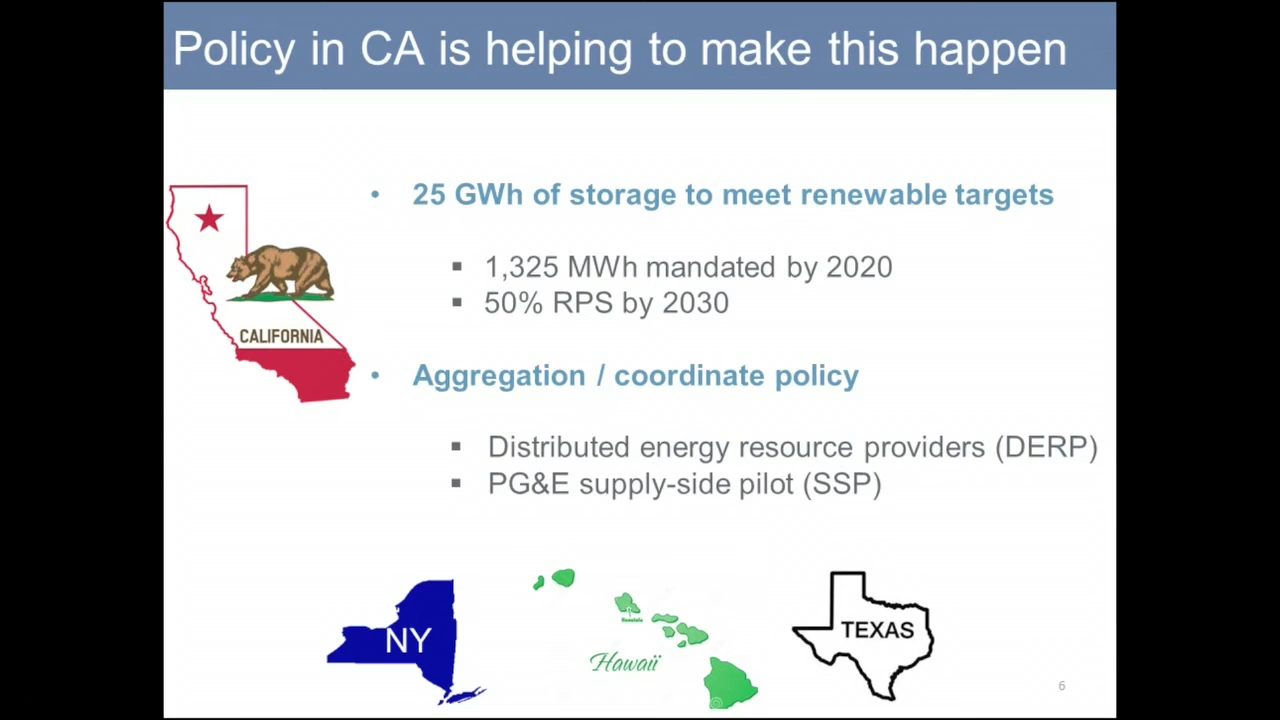 Policy in CA is helping to make this happen
• 25 GWh of storage to meet renewable targets
▪ 1,325 MWh mandated by 2020
▪ 50% RPS by 2030
CALIFORNIA
• Aggregation / coordinate policy
▪ Distributed energy resource providers (DERP)
▪ PG&E supply-side pilot (SSP)
NY
Honolulu
Hawaii
TEXAS
6